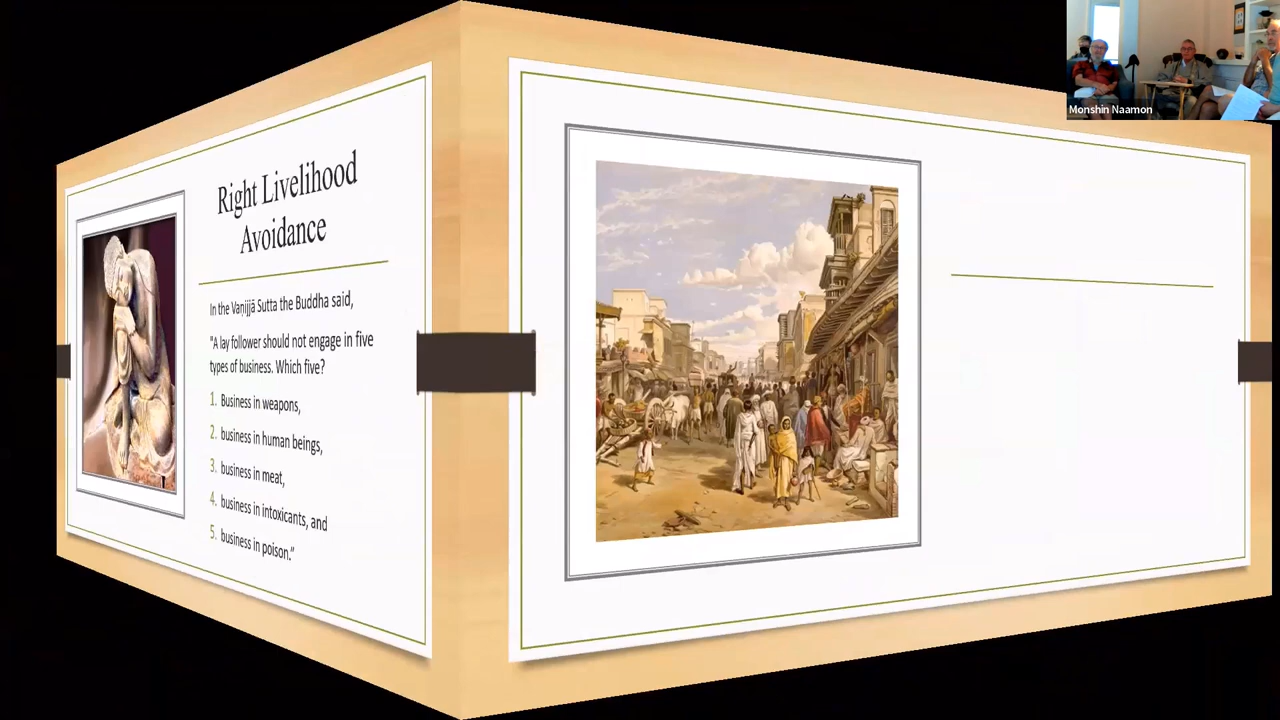 Right Livelihood
Avoidance
In the Vaṇijjā Sutta the Buddha said,
"A lay follower should not engage in five
types of business. Which five?
1. Business in weapons,
2. business in human beings,
3. business in meat,
4. business in intoxicants, and
5. business in poison."
Monshin Naamon